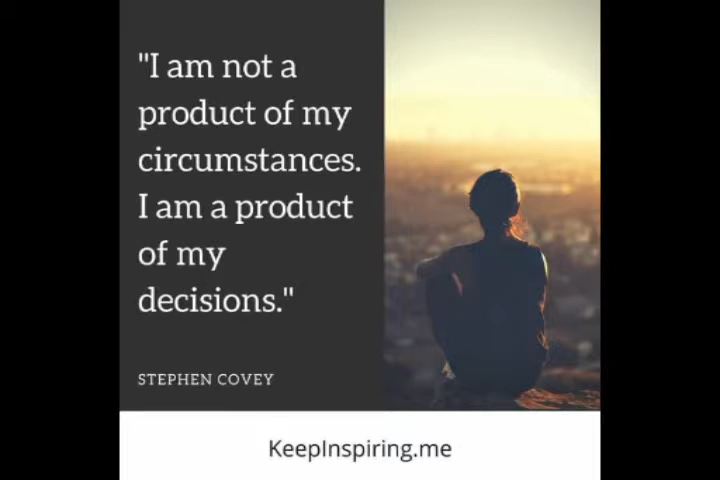 "I am not a
product of my
circumstances.
I am a product
of my
decisions."
STEPHEN COVEY
KeepInspiring.me